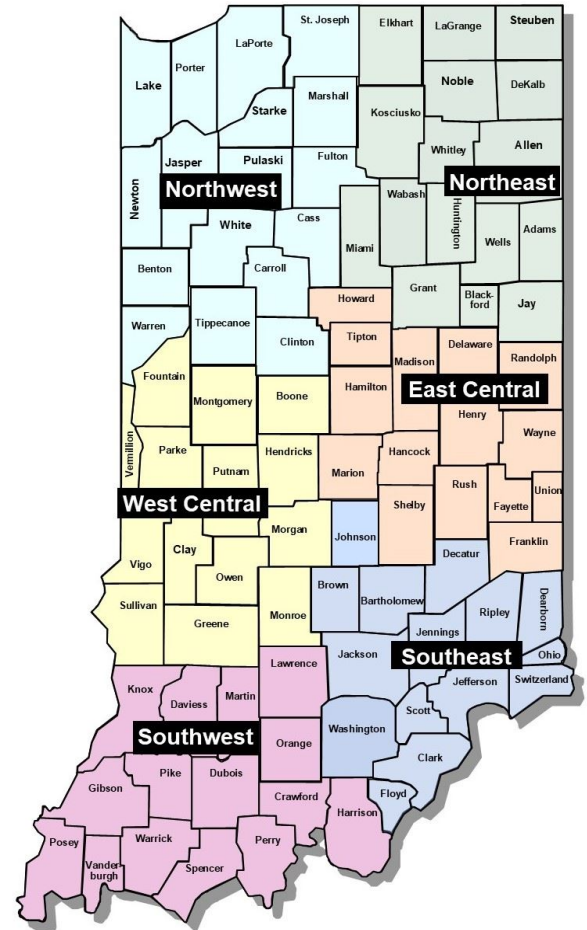 St. Joseph
Elkhart
LaGrange
Steuben
LaPorte
Porter
Lake
Noble
DeKalb
Marshall
Starke
Kosciusko
Allen
Whitley
Fulton
Jasper
Pulaski
Northwest
Northeast
Newton
Wabash
Huntington
White
Cass
Miami
Wells
Adams
Benton
Carroll
Grant
Howard
Black-
ford
Jay
Warren
Tippecanoe
Tipton
Clinton
Madison
Delaware
Randolph
Fountain
Hamilton
East Central
Boone
Montgomery
Henry
Wayne
Vermillion
Parke
Hendricks
Hancock
Putnam
Marion
Rush
Union
West Central
Shelby
Fayette
Morgan
Johnson
Franklin
Clay
Decatur
Vigo
Owen
Brown
Bartholomew
Dearborn
Sullivan
Ripley
Greene
Monroe
Jennings
Jackson
Southeast
Ohio
Lawrence
Jefferson
Switzerland
Knox
Daviess
Martin
Scott
Southwest
Washington
Orange
Clark
Pike
Dubois
Gibson
Floyd
Crawford
Harrison
Posey
Warrick
Perry
Vander-
burgh
Spencer